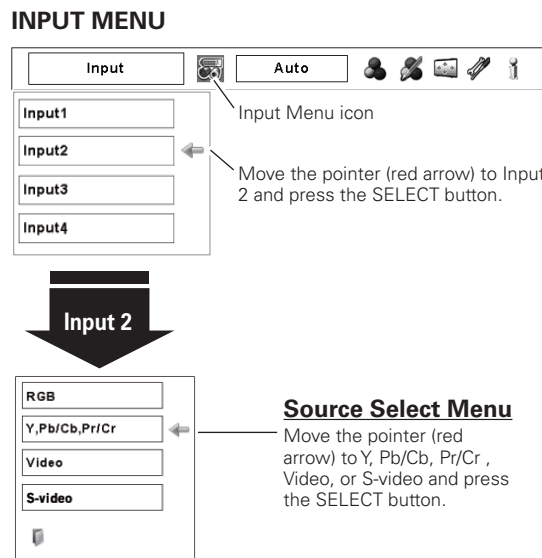 INPUT MENU
Input
Auto
Input Menu icon
Input1
Input2
Input3
Input4
Move the pointer (red arrow) to Input
2 and press the SELECT button.
Input 2
RGB
Y,Pb/Cb,Pr/Cr
Video
S-video
Source Select Menu
Move the pointer (red
arrow) to Y, Pb/Cb, Pr/Cr ,
Video, or S-video and press
the SELECT button.